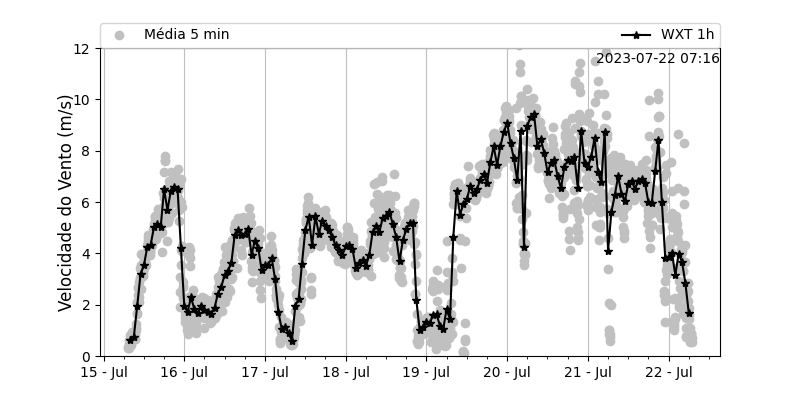 Média 5 min
WXT 1h
2023-07-22 07:16
Velocidade do Vento (m/s)
12
10
8
6
4
2
0
15 - Jul
16 - Jul
17 - Jul
18 - Jul
19 - Jul
20 - Jul
21 - Jul
22 - Jul